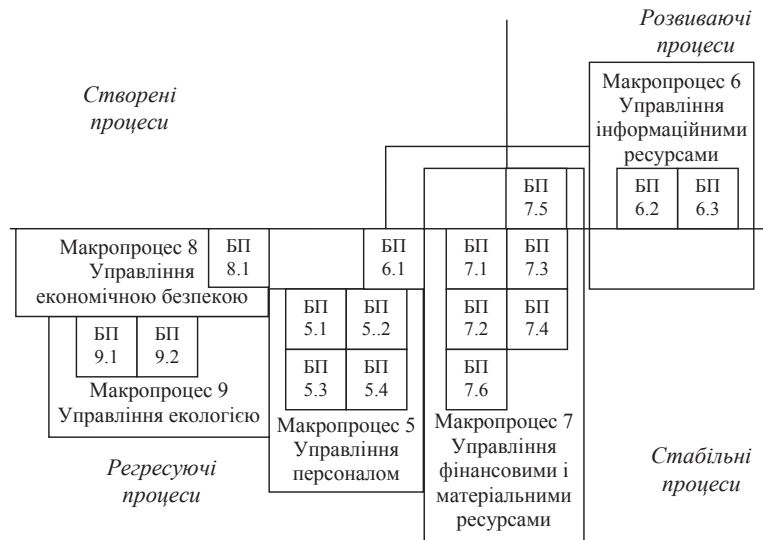 Розвиваючі
процеси
Створені
процеси
Макропроцес 6
Управління
інформаційними
ресурсами
БП
6.2
БП
6.3
БП
7.5
Макропроцес 8
Управління
економічною безпекою
БП
8.1
БП
6.1
БП
7.1
БП
7.3
БП
5.1
БП
5..2
БП
7.2
БП
7.4
БП
9.1
БП
9.2
БП
5.3
БП
5.4
БП
7.6
Макропроцес 9
Управління екологією
Макропроцес 5
Управління
персоналом
Макропроцес 7
Управління
фінансовими і
матеріальними
ресурсами
Регресуючі
процеси
Стабільні
процеси